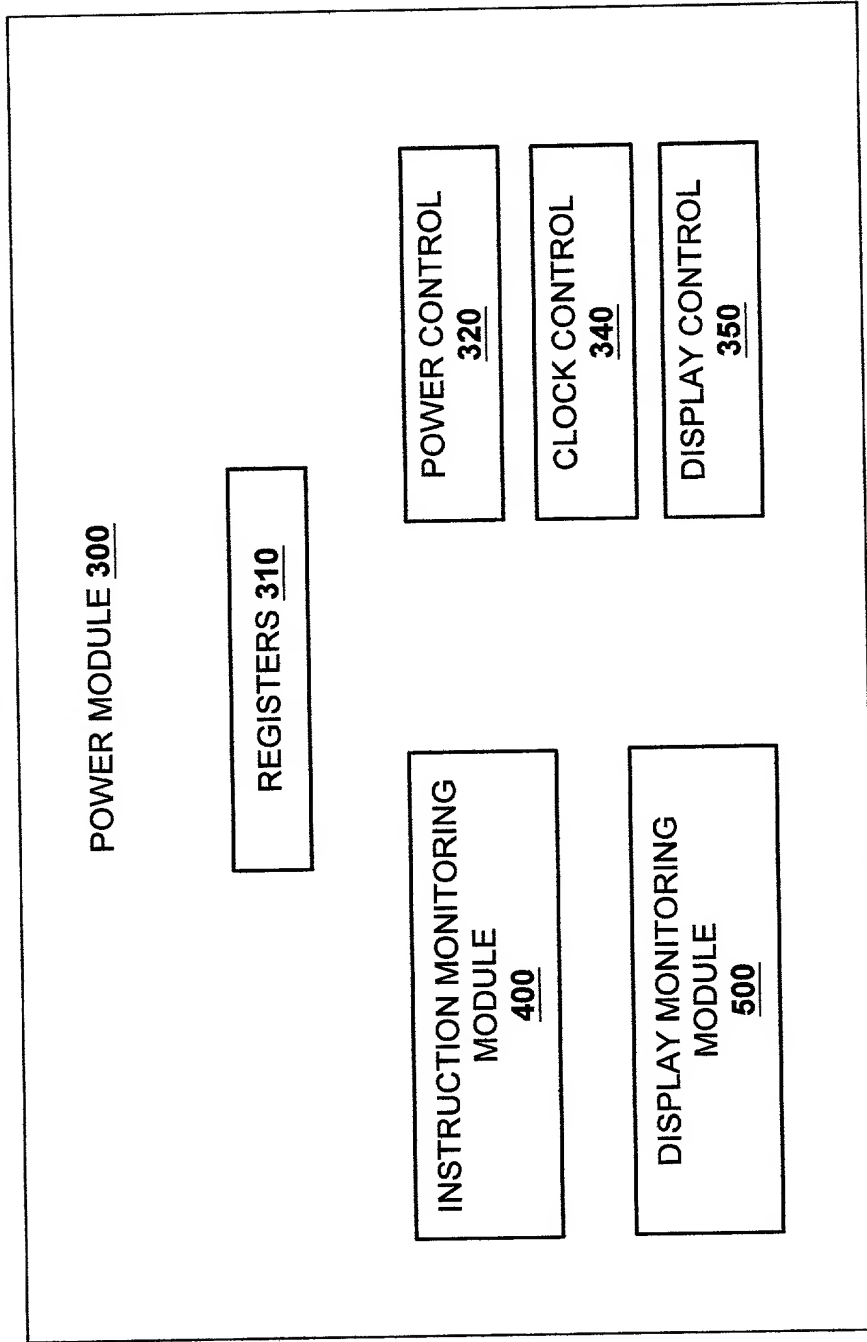 POWER MODULE 300
REGISTERS 310
INSTRUCTION MONITORING
MODULE
400
DISPLAY MONITORING
MODULE
500
POWER CONTROL
320
CLOCK CONTROL
340
DISPLAY CONTROL
350